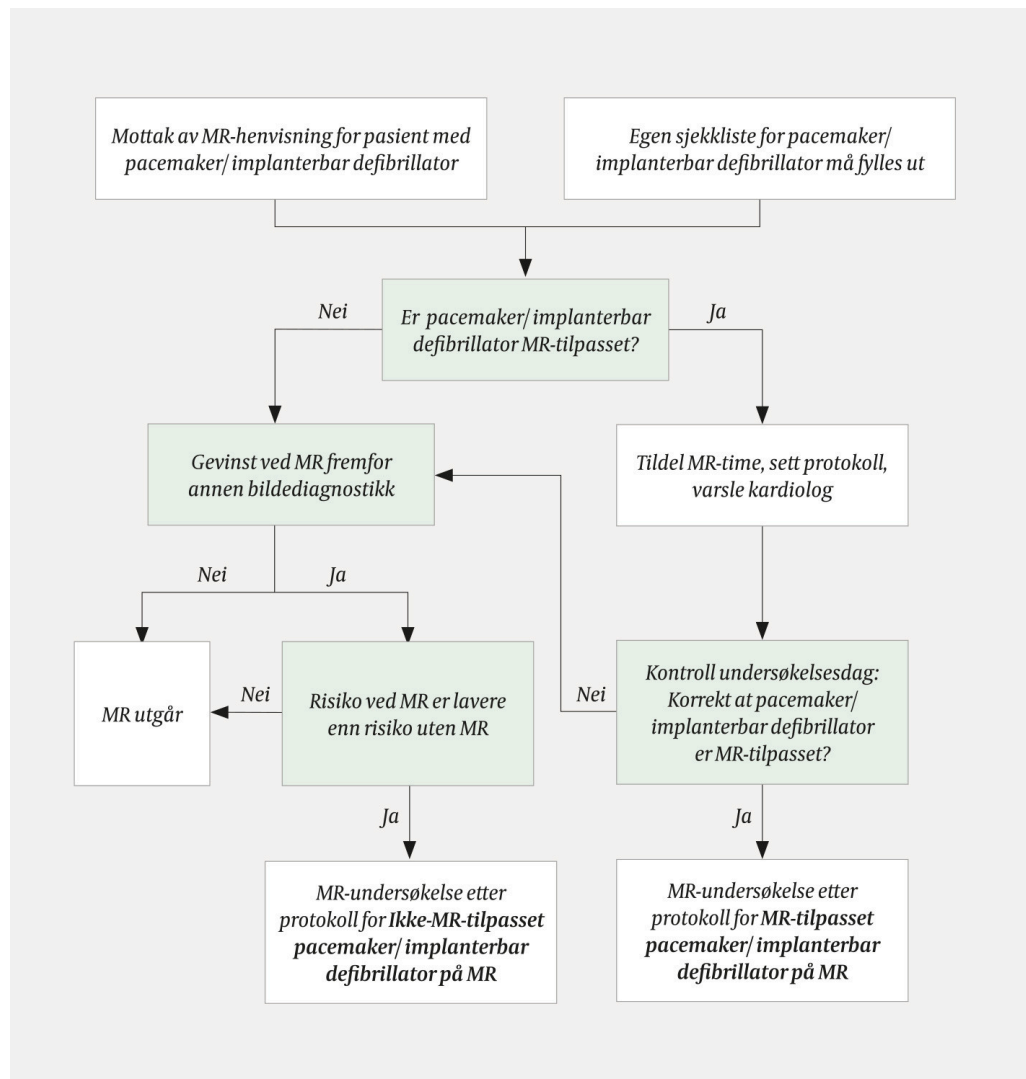 Mottak av MR-henvisning for pasient med
pacemaker/ implanterbar defibrillator
Egen sjekkliste for pacemaker/
implanterbar defibrillator må fylles ut
Nei
Er pacemaker/ implanterbar
defibrillator MR-tilpasset?
Ja
Gevinst ved MR fremfor
annen bildediagnostikk
Tildel MR-time, sett protokoll,
varsle kardiolog
Nei
Ja
MR utgår
Nei
Risiko ved MR er lavere
enn risiko uten MR
Nei
Kontroll undersøkelsesdag:
Korrekt at pacemaker/
implanterbar defibrillator
er MR-tilpasset?
Ja
Ja
MR-undersøkelse etter
protokoll for Ikke-MR-tilpasset
pacemaker/ implanterbar
defibrillator på MR
MR-undersøkelse etter
protokoll for MR-tilpasset
pacemaker/ implanterbar
defibrillator på MR